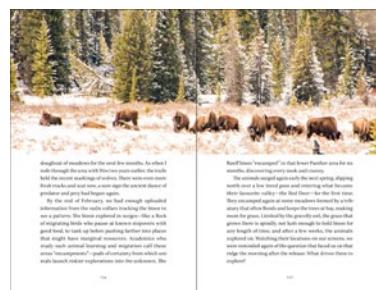 doughnut of meadows for the next few months. As when I
rode through the area with two years earlier, the trails
held the recent markings of wolves. There were even more
fresh tracks and scat now, a sure sign the ancient dance of
predator and prey had begun again.
By the end of February, we had enough uploaded
information from the radio collars tracking the bison to
see a pattern. The bison explored in surges—like a flock
of migrating birds who pause at known stopovers with
good food, to tank up before pushing farther into places
that might have marginal resources. Academics who
study such animal learning and migration call these
areas "encampments"—pads of certainty from which ani-
mals launch riskier explorations into the unknown. The
Banff bison "encamped" in that lower Panther area for six
months, discovering every nook and cranny.
The animals surged again early the next spring, slipping
north over a low treed pass and entering what became
their favourite valley—the Red Deer—for the first time.
They encamped again at some meadows formed by a trib-
utary that often floods and keeps the trees at bay, making
room for grass. Limited by the gravelly soil, the grass that
grows there is spindly, not lush enough to hold bison for
any length of time, and after a few weeks, the animals
explored on. Watching their locations on our screens, we
were reminded again of the question that faced us on that
ridge the morning after the release: What drives them to
explore?